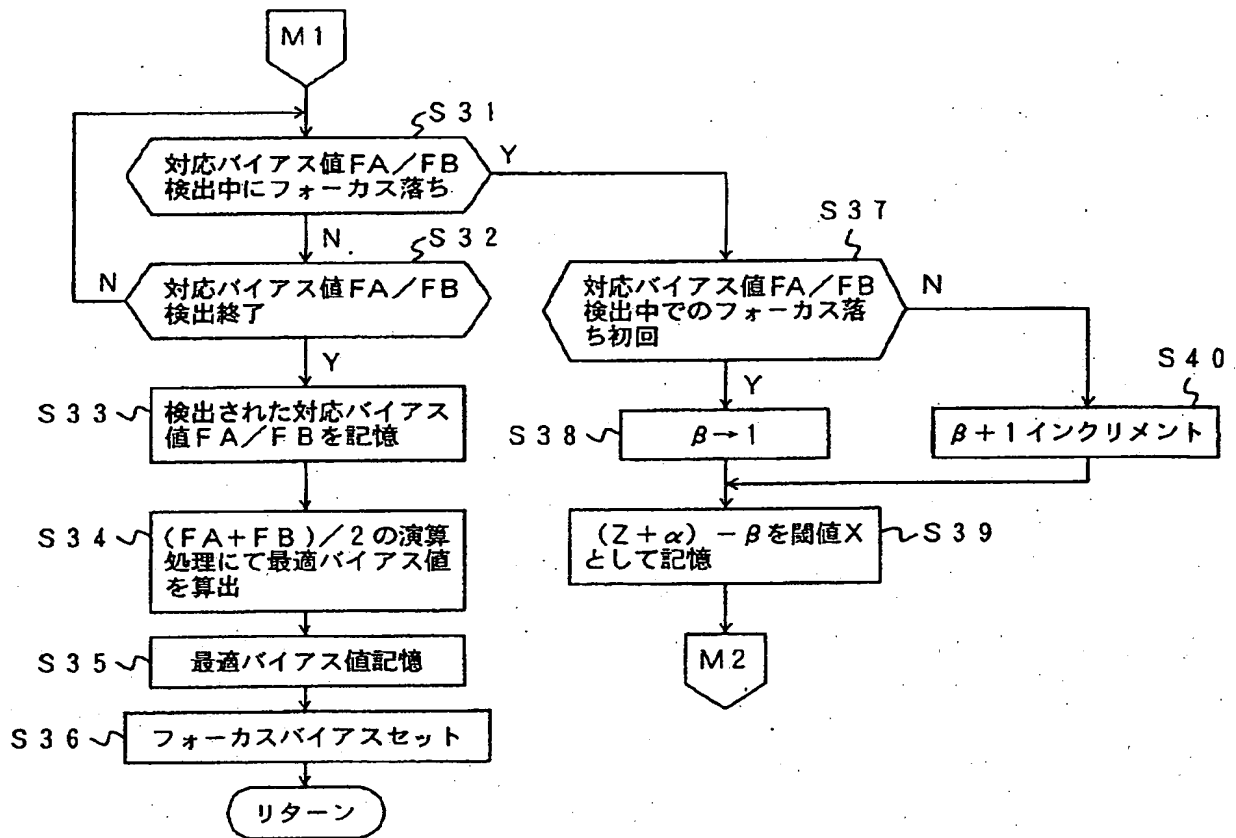 M1
S31
対応バイアス値FA／FB
検出中にフォーカス落ち
Y
N
S32
対応バイアス値FA／FB
検出終了
N
Y
S33
検出された対応バイアス
値FA／FBを記憶
S34
(FA+FB)／2の演算
処理にて最適バイアス値
を算出
S35
最適バイアス値記憶
S36
フォーカスバイアスセット
リターン
S37
対応バイアス値FA／FB
検出中でのフォーカス落
ち初回
N
Y
S38
β→1
S40
β+1インクリメント
S39
(Z+α)-βを閾値X
として記憶
M2